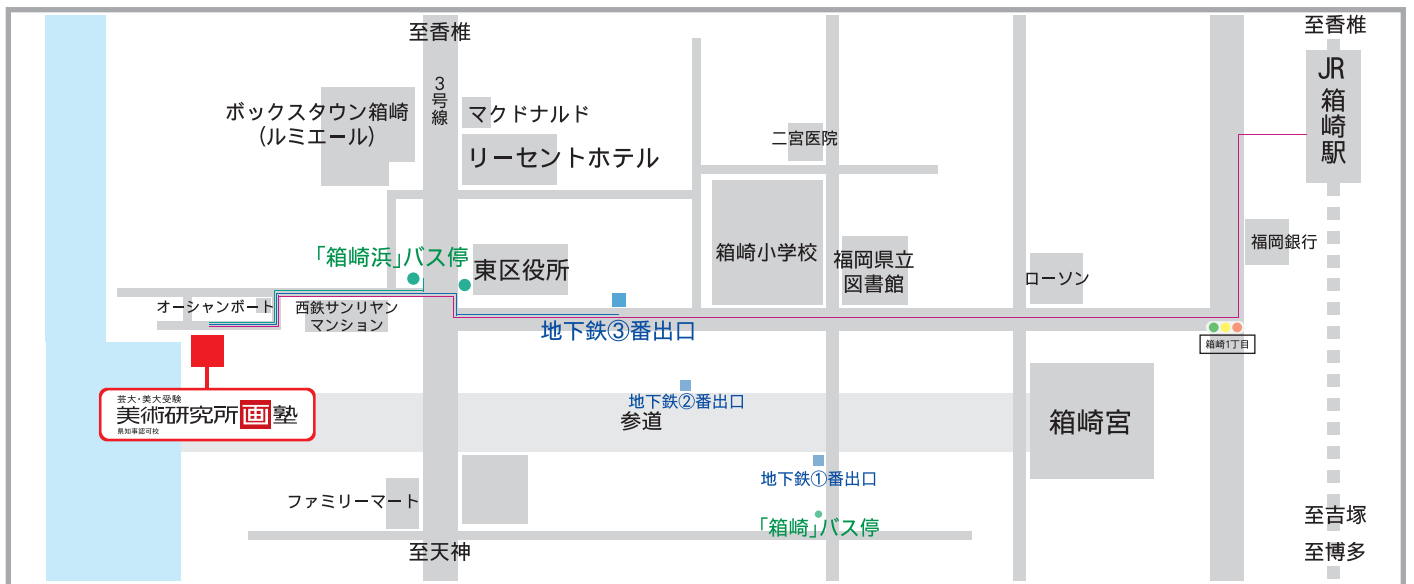 至香椎
至香椎
3号線
JR
箱崎駅
ボックスタウン箱崎
(ルミエール)
マクドナルド
リーセントホテル
二宮医院
「箱崎浜」バス停
東区役所
箱崎小学校
福岡県立
図書館
福岡銀行
ローソン
オーシャンボート
西鉄サンリヤン
マンション
地下鉄③番出口
箱崎1丁目
地下鉄②番出口
参道
芸大・美大受験
美術研究所画塾
県知事認可校
箱崎宮
地下鉄①番出口
ファミリーマート
「箱崎」バス停
至天神
至吉塚
至博多